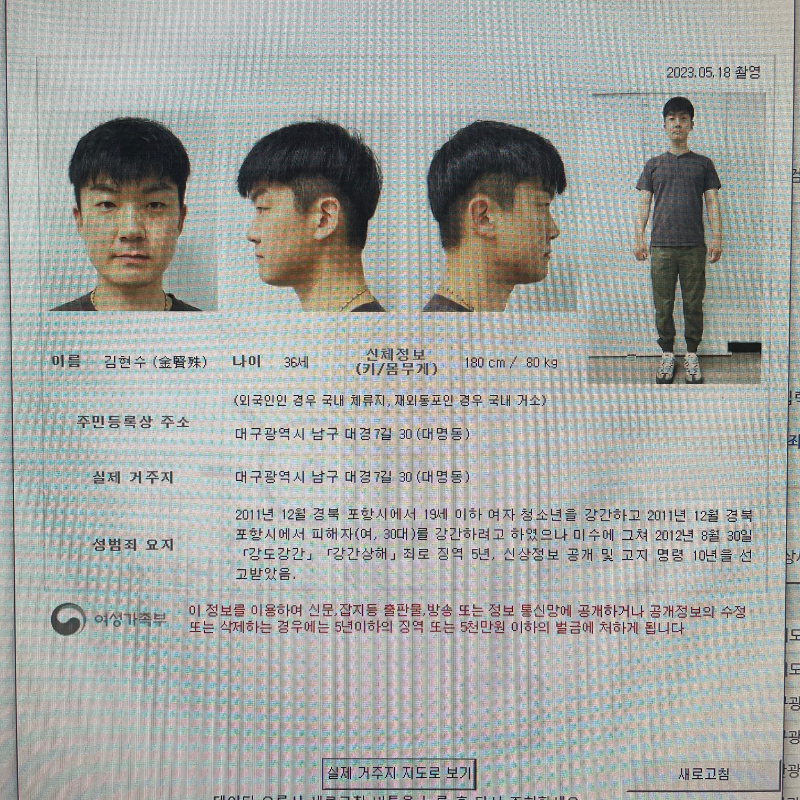 2023.05.18 촬영
이름 김현수 (金賢殊) 나이 36세 신체정보 (키/몸무게) 180 cm / 80 kg
(외국인인 경우 국내 체류지, 재외동포인 경우 국내 거소)
주민등록상 주소
대구광역시 남구 대경7길 30 (대명동)
실제 거주지 대구광역시 남구 대경7길 30 (대명동)
2011년 12월 경북 포항시에서 19세 이하 여자 청소년을 강간하고 2011년 12월 경북
포항시에서 피해자(여, 30대)를 강간하려고 하였으나 미수에 그쳐 2012년 8월 30일
성범죄 요지
「강도강간」「강간상해」죄로 징역 5년, 신상정보 공개 및 고지 명령 10년을 선
고받았음.
여성가족부
이 정보를 이용하여 신문,잡지등 출판물,방송 또는 정보 통신망에 공개하거나 공개정보의 수정
또는 삭제하는 경우에는 5년이하의 징역 또는 5천만원 이하의 벌금에 처하게 됩니다
실제 거주지 지도로 보기
새로고침